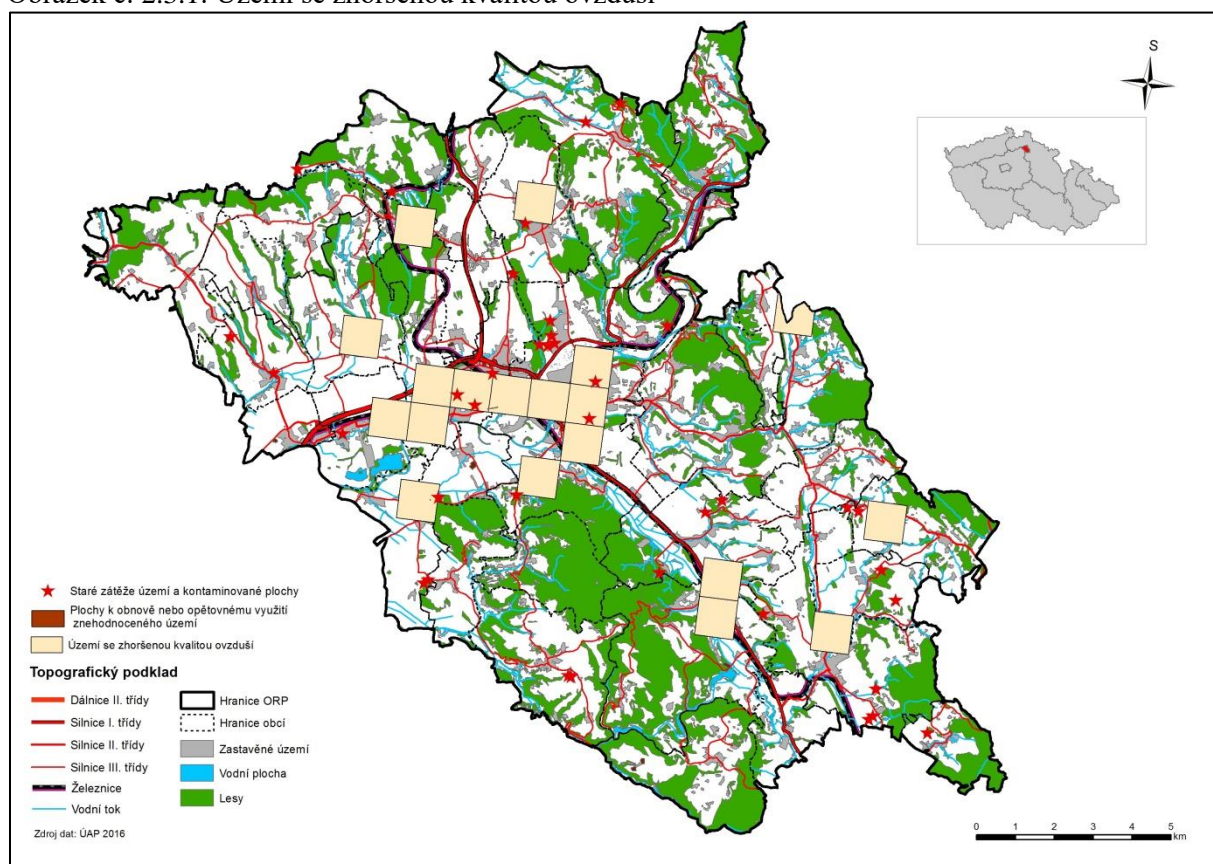 Obrázek č. 2.3.1: Území se zhoršenou kvalitou ovzduší
S
Staré zátěže území a kontaminované plochy
Plochy k obnově nebo opětovnému využití
znehodnoceného území
Území se zhoršenou kvalitou ovzduší
Topografický podklad
Dálnice II. třídy
Silnice I. třídy
Silnice II. třídy
Silnice III. třídy
Železnice
Vodní tok
Hranice ORP
Hranice obcí
Zastavěné území
Vodní plocha
Lesy
Zdroj dat: ÚAP 2016
0 1 2 3 4 5
km